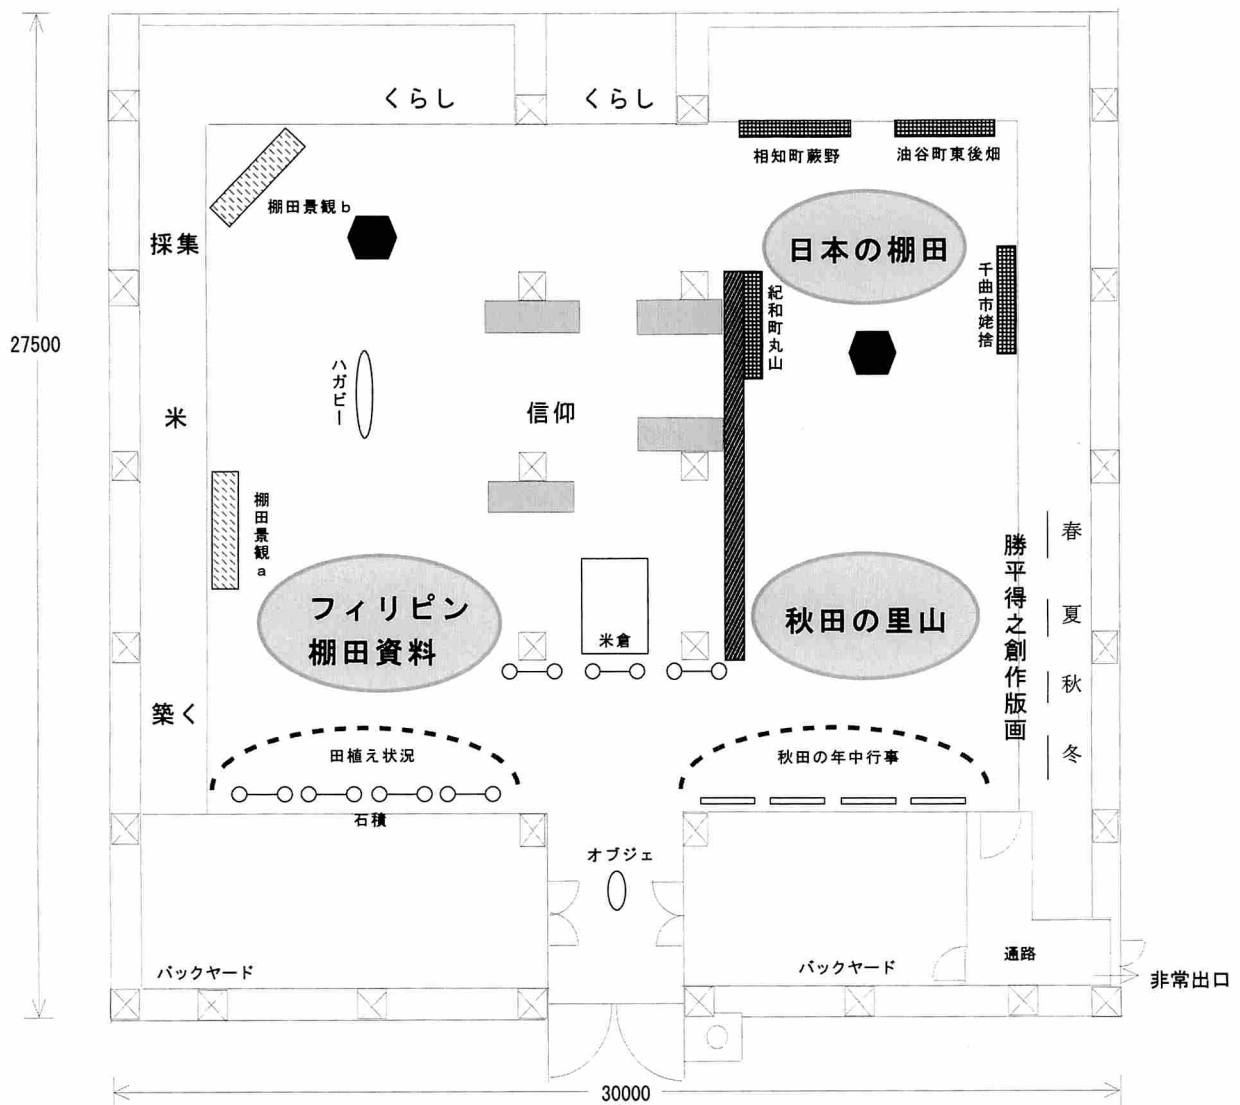 くらし
くらし
相知町蕨野
油谷町東後畑
棚田景観b
採集
日本の棚田
千曲市姥捨
紀和町丸山
27500
ハガビー
米
信仰
棚田景観a
春
勝平得之創作版画
夏
フィリピン
棚田資料
米倉
秋田の里山
秋
築く
冬
田植え状況
秋田の年中行事
石積
オブジェ
バックヤード
バックヤード
通路
非常出口
30000